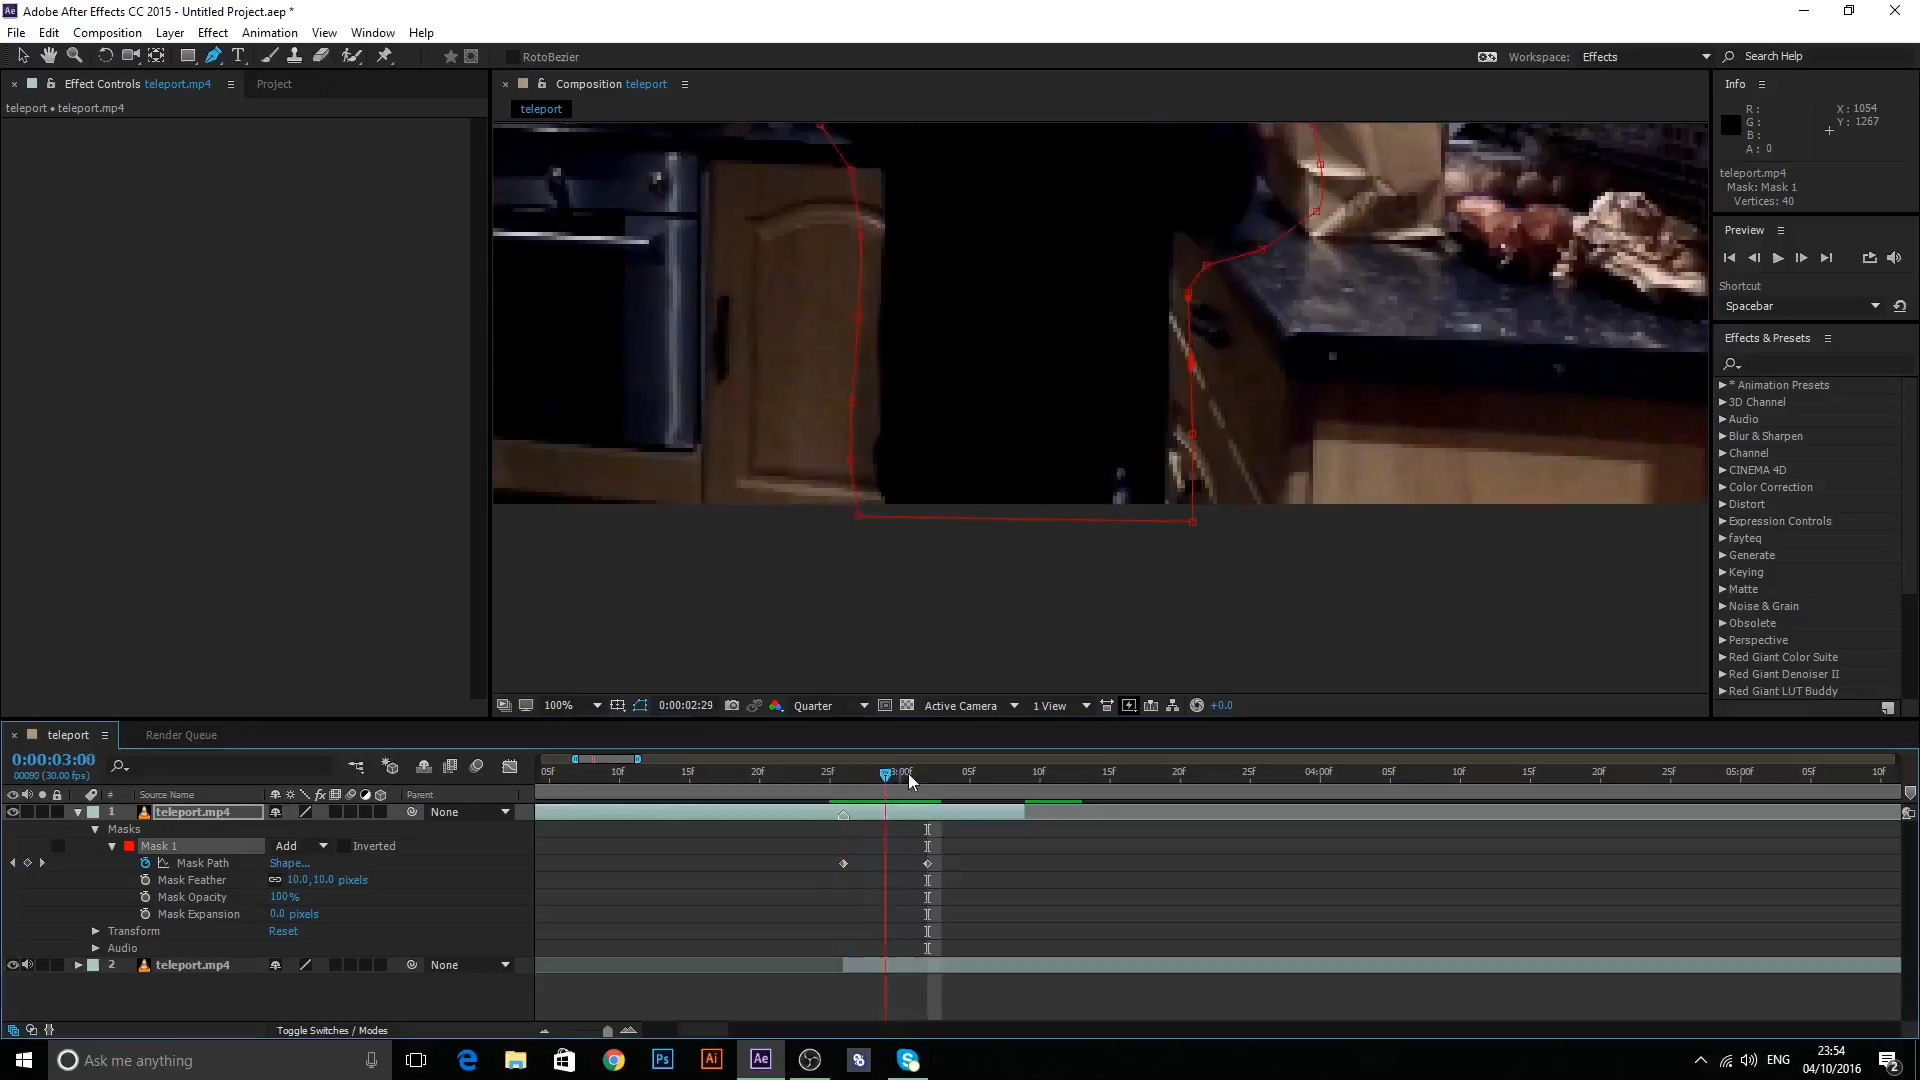 Adobe After Effects CC 2015 - Untitled Project.aep *
File Edit Composition Layer Effect Animation View Window Help
RotoBezier
Workspace: Effects
Search Help
Effect Controls teleport.mp4
Project
teleport • teleport.mp4
Composition teleport
teleport
Info
R :
G :
B :
A : 0
X : 1054
Y : 1267
teleport.mp4
Mask: Mask 1
Vertices: 40
Preview
Shortcut
Spacebar
Effects & Presets
* Animation Presets
3D Channel
Audio
Blur & Sharpen
Channel
CINEMA 4D
Color Correction
Distort
Expression Controls
fayteq
Generate
Keying
Matte
Noise & Grain
Obsolete
Perspective
Red Giant Color Suite
Red Giant Denoiser II
Red Giant LUT Buddy
100% 0:00:02:29 Quarter Active Camera 1 View +0.0
teleport
Render Queue
0:00:03:00
00090 (30.00 fps)
05f 10f 15f 20f 25f 3:00f 05f 10f 15f 20f 25f 04:00f 05f 10f 15f 20f 25f 05:00f 05f 10f
# Source Name fx Parent
1 teleport.mp4 None
Masks
Mask 1 Add Inverted
Mask Path Shape...
Mask Feather 10.0,10.0 pixels
Mask Opacity 100%
Mask Expansion 0.0 pixels
Transform Reset
Audio
2 teleport.mp4 None
Toggle Switches / Modes
Ask me anything
Ps Ai Ae
ENG
23:54
04/10/2016
2